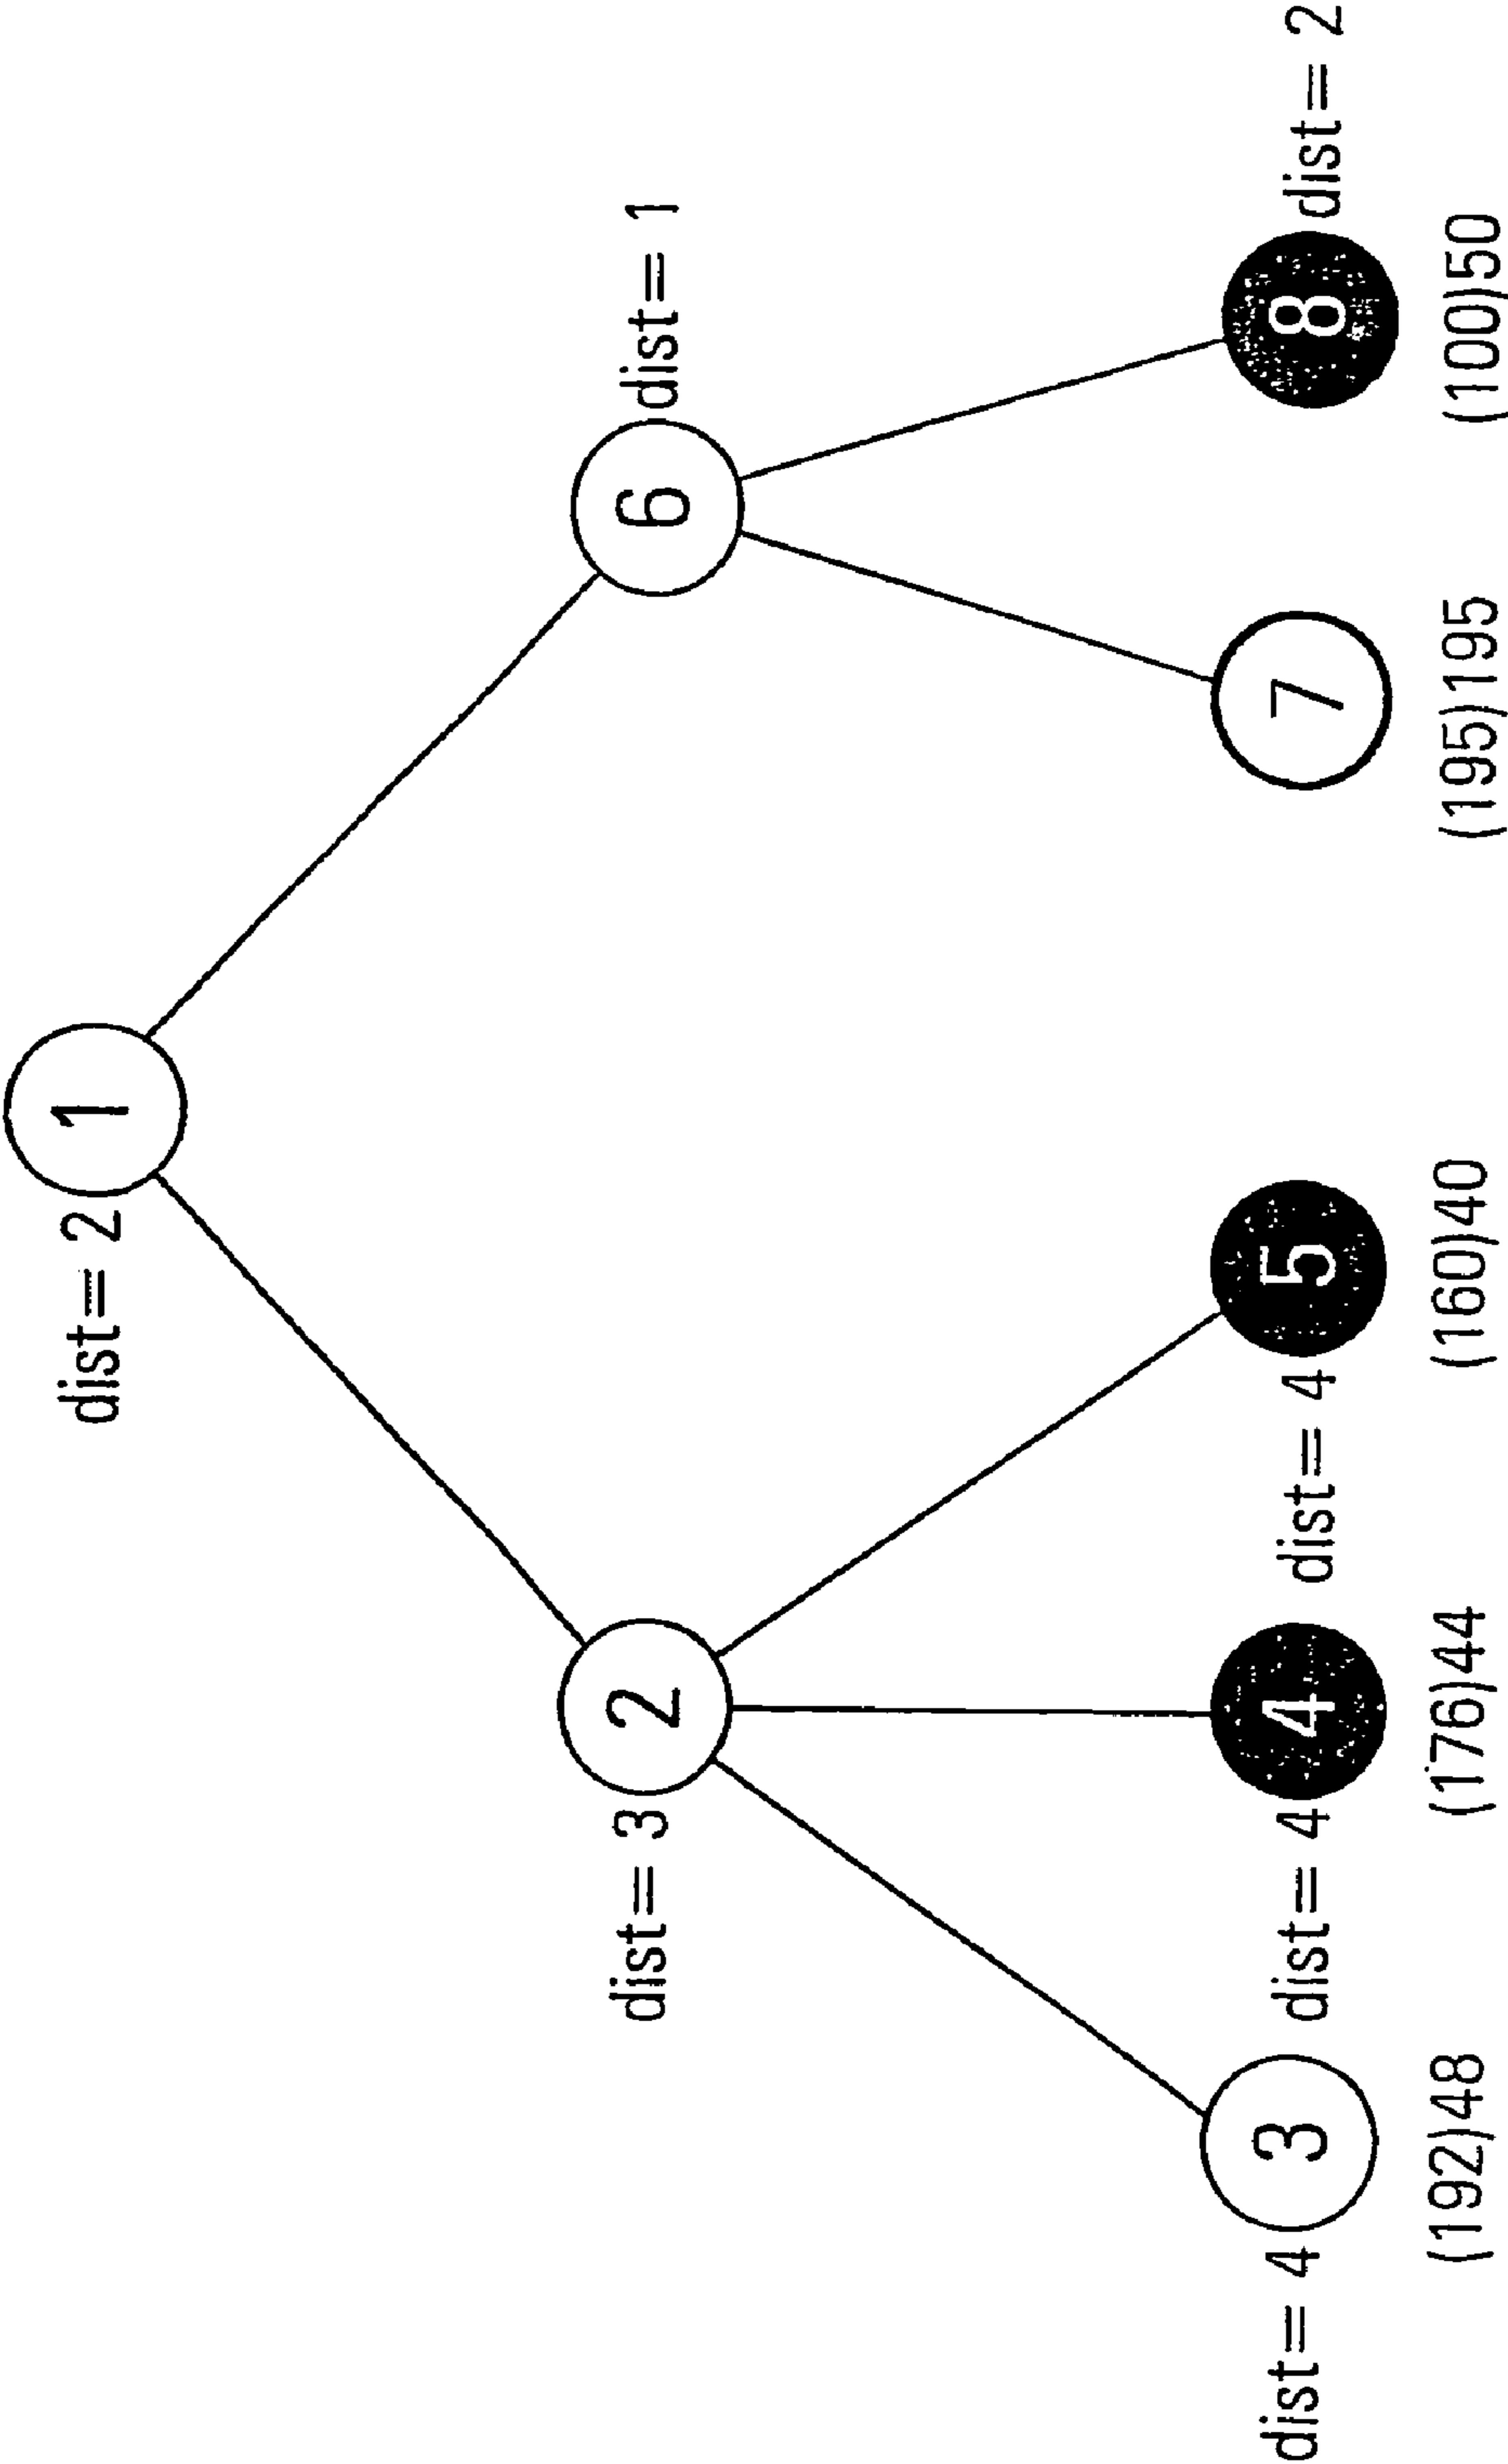 dist= 2
1
dist= 3
2
6
dist= 1
dist= 4
3
dist= 4
4
dist= 4
5
7
8
dist= 2
(192)48
(176)44
(160)40
(195)195
(100)50